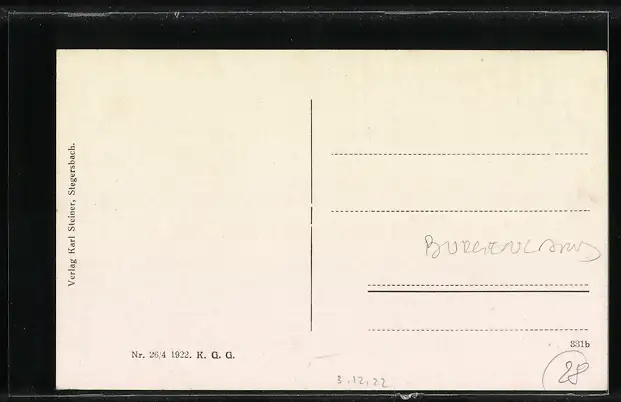 Verlag Karl Steiner, Stegersbach.
BURGENLAND
Nr. 26/4 1922. K. G. G.
831b
3.12.22
28